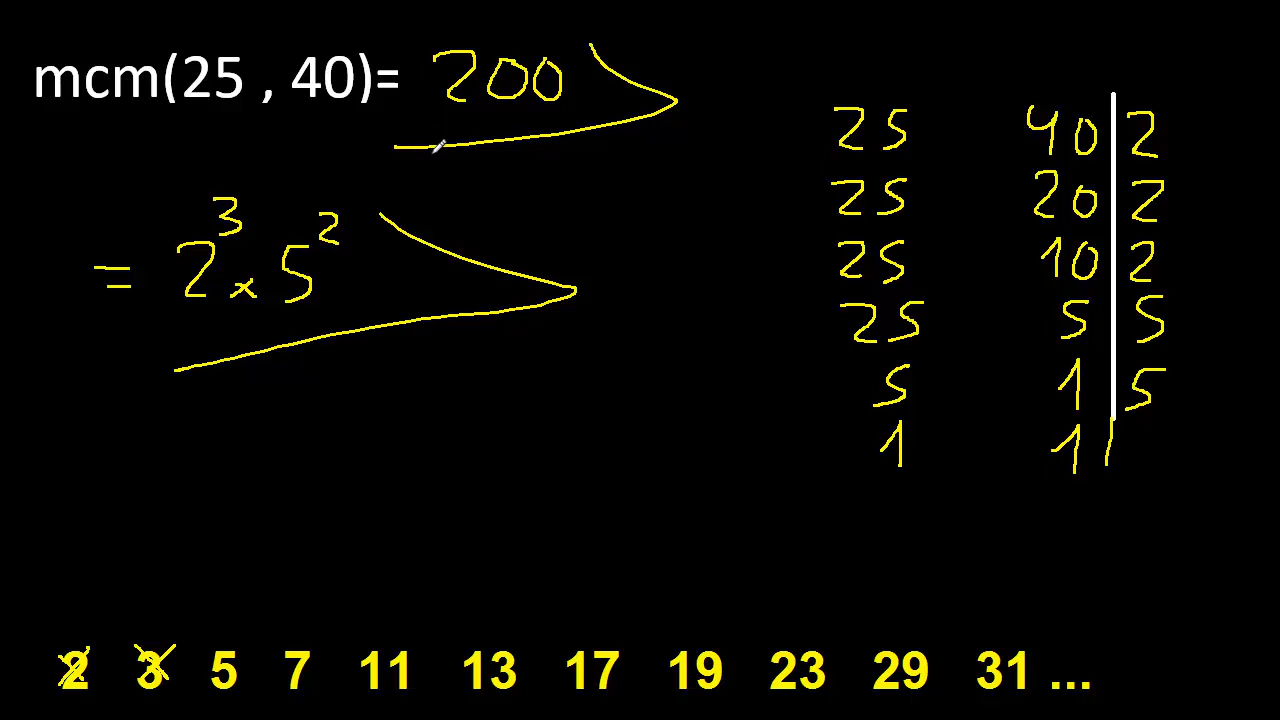 mcm(25 , 40)= 200
= 2³ × 5²
25 40 2
25 20 2
25 10 2
25 5 5
5 1 5
1 1
2 3 5 7 11 13 17 19 23 29 31 ...